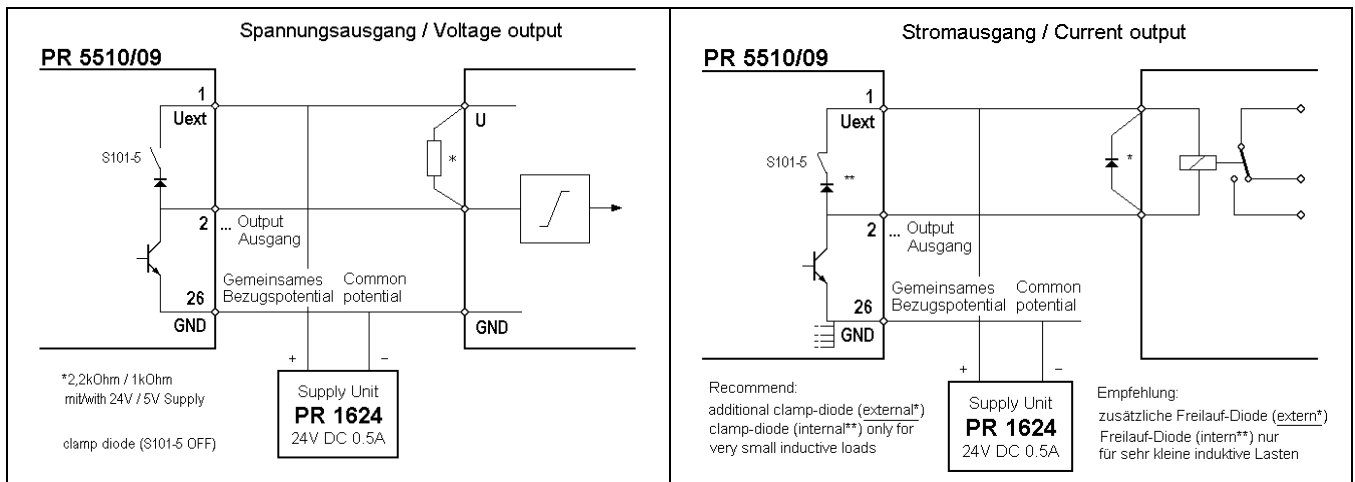 Spannungsausgang / Voltage output
PR 5510/09
1
Uext
U
S101-5
*
2
... Output
Ausgang
Gemeinsames
Bezugspotential
Common
potential
26
GND
GND
+
–
*2,2kOhm / 1kOhm
mit/with 24V / 5V Supply
clamp diode (S101-5 OFF)
Supply Unit
PR 1624
24V DC 0.5A
Stromausgang / Current output
PR 5510/09
1
Uext
S101-5
**
*
2
... Output
Ausgang
Gemeinsames
Bezugspotential
Common
potential
26
GND
+
–
Recommend:
additional clamp-diode (external*)
clamp-diode (internal**) only for
very small inductive loads
Supply Unit
PR 1624
24V DC 0.5A
Empfehlung:
zusätzliche Freilauf-Diode (extern*)
Freilauf-Diode (intern**) nur
für sehr kleine induktive Lasten